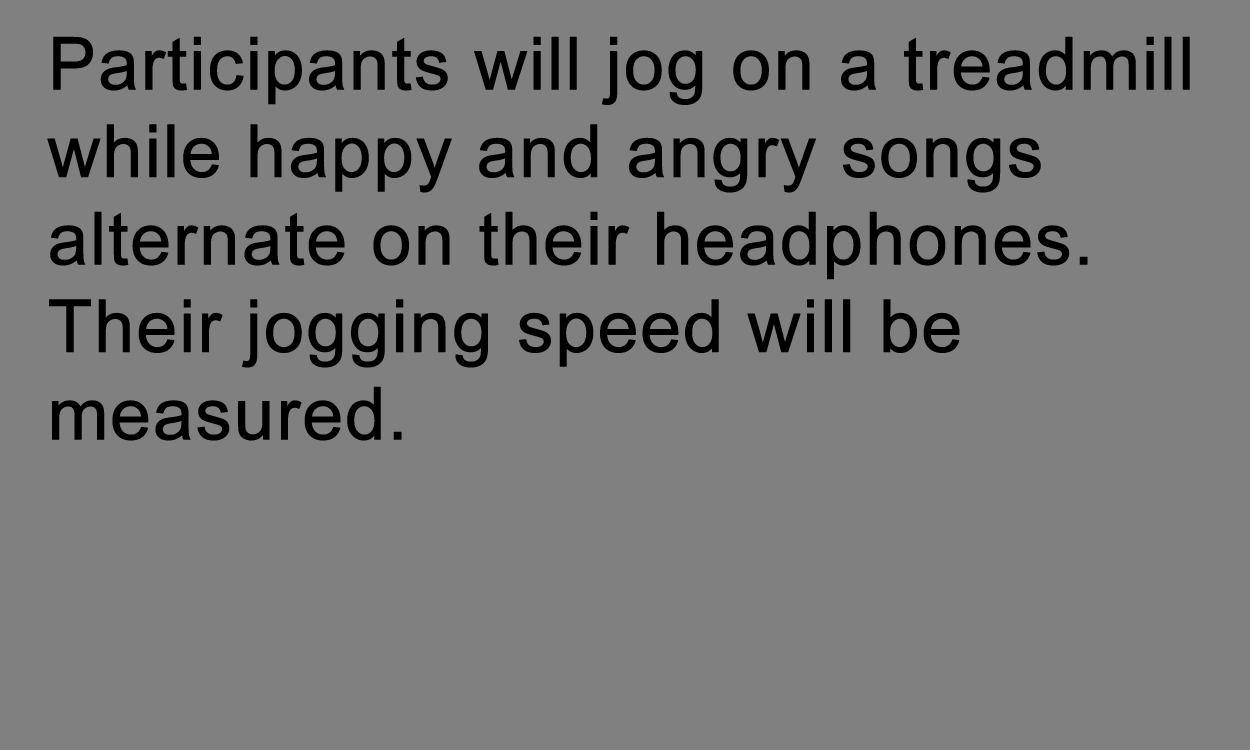 Participants will jog on a treadmill
while happy and angry songs
alternate on their headphones.
Their jogging speed will be
measured.